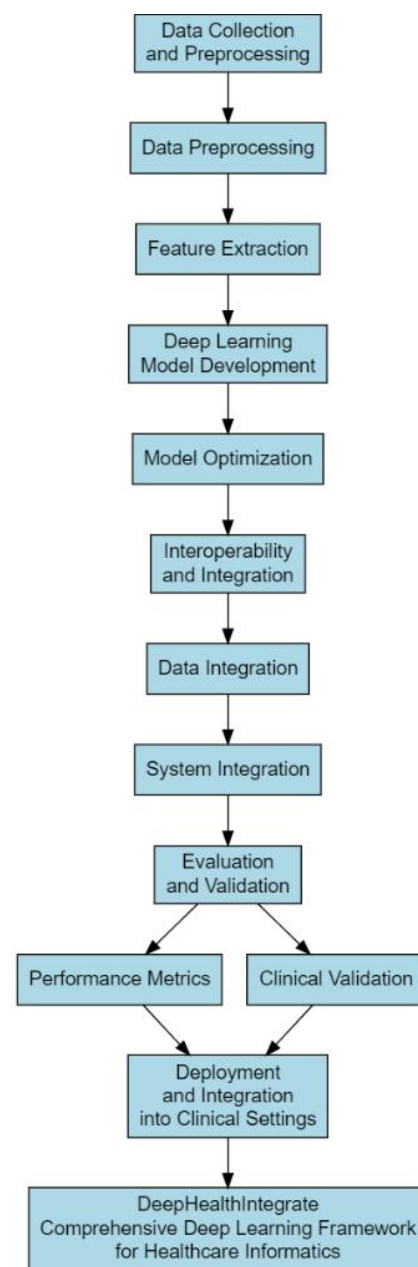 Data Collection
and Preprocessing
Data Preprocessing
Feature Extraction
Deep Learning
Model Development
Model Optimization
Interoperability
and Integration
Data Integration
System Integration
Evaluation
and Validation
Performance Metrics
Clinical Validation
Deployment
and Integration
into Clinical Settings
DeepHealthIntegrate
Comprehensive Deep Learning Framework
for Healthcare Informatics